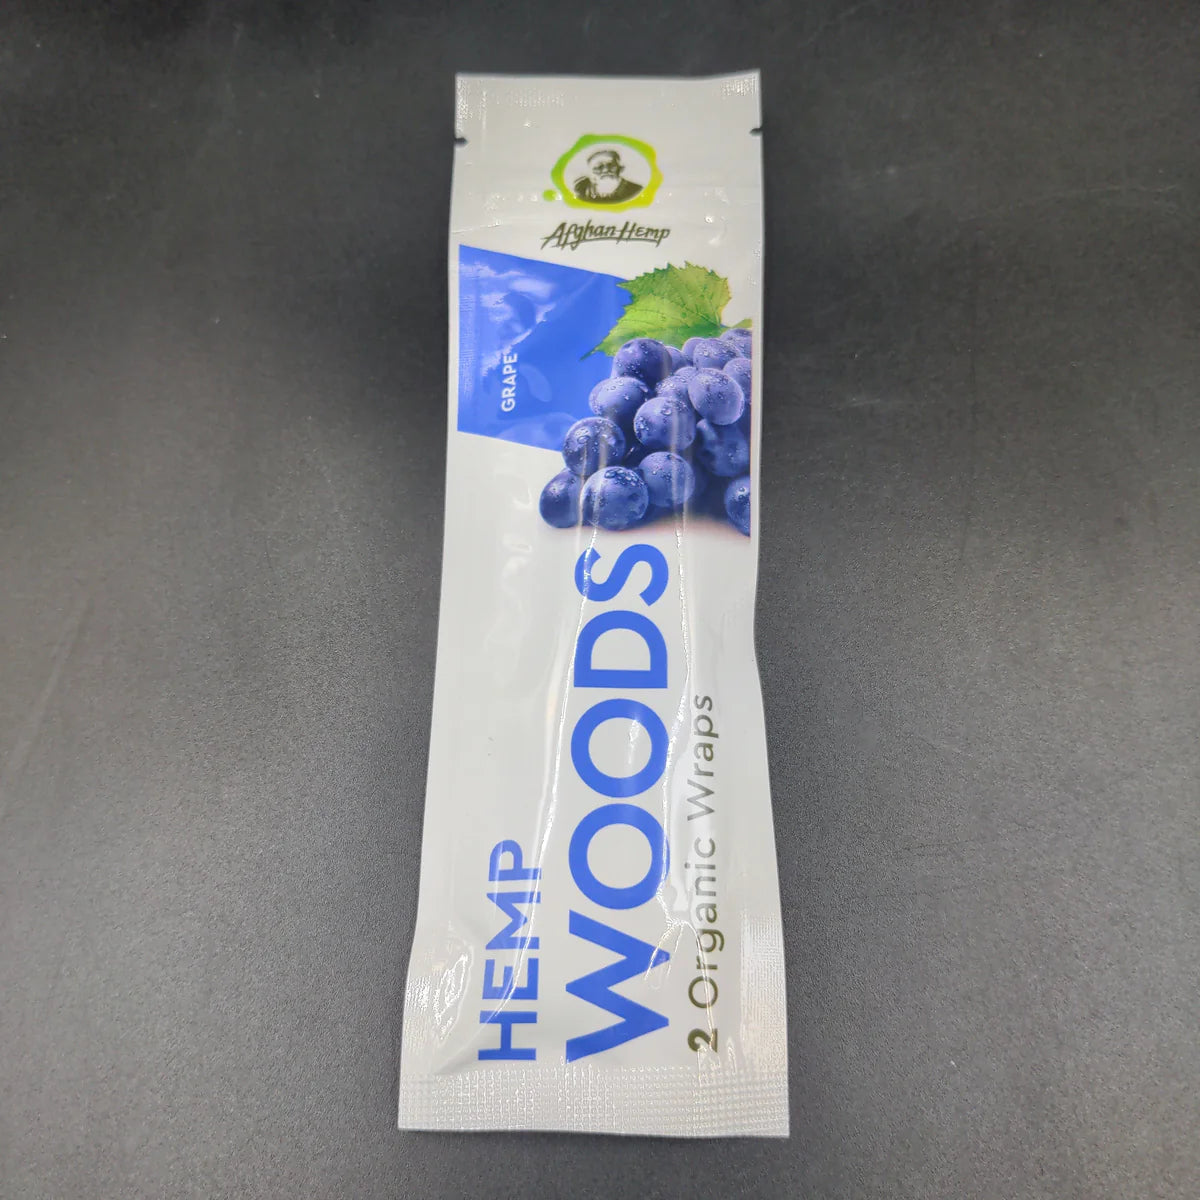 Afghan Hemp
GRAPE
HEMP
WOODS
2 Organic Wraps